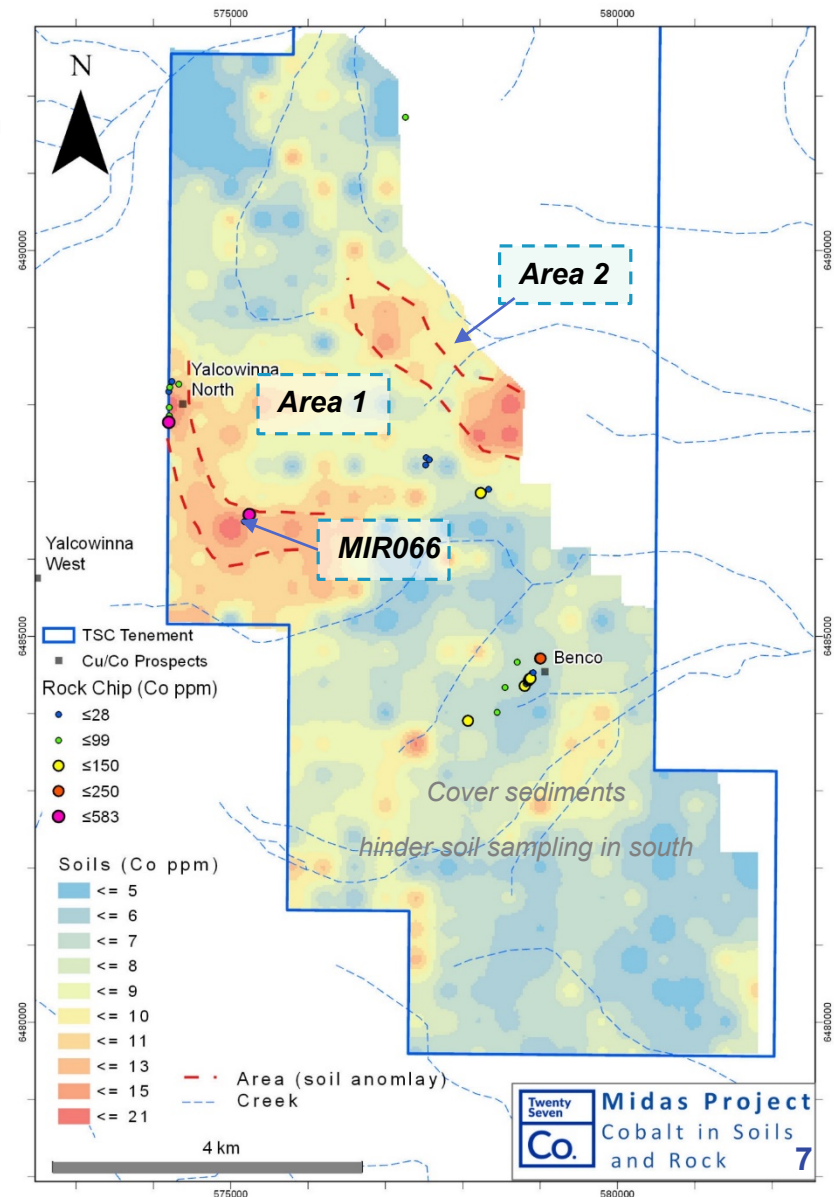 575000
580000
N
6490000
6490000
Area 2
Yalcowinna
North
Area 1
MIR066
Yalcowinna
West
6485000
6485000
TSC Tenement
Cu/Co Prospects
Rock Chip (Co ppm)
≤28
≤99
≤150
≤250
≤583
Benco
Cover sediments
hinder soil sampling in south
Soils (Co ppm)
<= 5
<= 6
<= 7
<= 8
<= 9
<= 10
<= 11
<= 13
<= 15
<= 21
6480000
6480000
Area (soil anomlay)
Creek
4 km
Twenty
Seven
Co.
Midas Project
Cobalt in Soils
and Rock
7
575000
580000